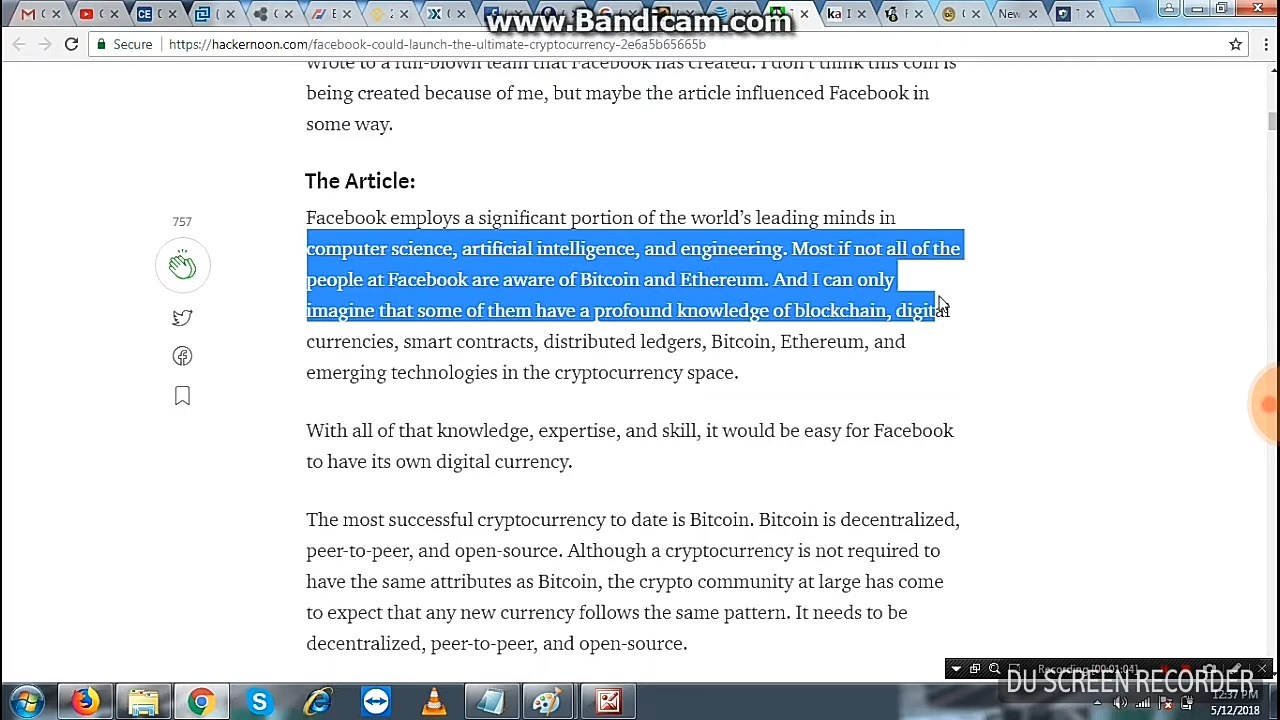 www.Bandicam.com
Secure
https://hackernoon.com/facebook-could-launch-the-ultimate-cryptocurrency-2e6a5b65665b
wrote to a full-blown team that Facebook has created. I don't think this coin is
being created because of me, but maybe the article influenced Facebook in
some way.
The Article:
757
Facebook employs a significant portion of the world's leading minds in
computer science, artificial intelligence, and engineering. Most if not all of the
people at Facebook are aware of Bitcoin and Ethereum. And I can only
imagine that some of them have a profound knowledge of blockchain, digital
currencies, smart contracts, distributed ledgers, Bitcoin, Ethereum, and
emerging technologies in the cryptocurrency space.
With all of that knowledge, expertise, and skill, it would be easy for Facebook
to have its own digital currency.
The most successful cryptocurrency to date is Bitcoin. Bitcoin is decentralized,
peer-to-peer, and open-source. Although a cryptocurrency is not required to
have the same attributes as Bitcoin, the crypto community at large has come
to expect that any new currency follows the same pattern. It needs to be
decentralized, peer-to-peer, and open-source.
Recording [00:01:04]
DU SCREEN RECORDER
12:37 PM
5/12/2018